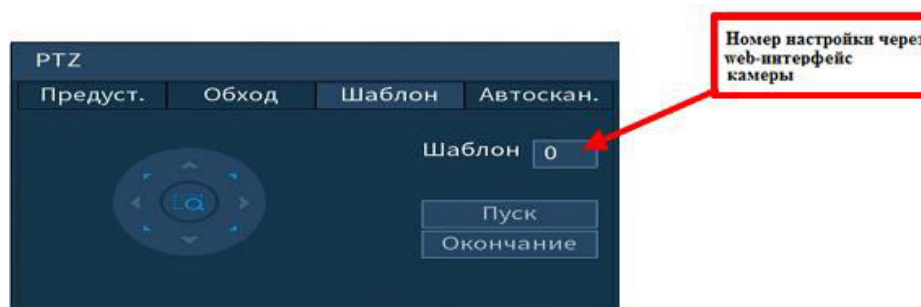 PTZ
Предуст. Обход Шаблон Автоскан.
Шаблон 0
Пуск
Окончание
Номер настройки через
web-интерфейс
камеры